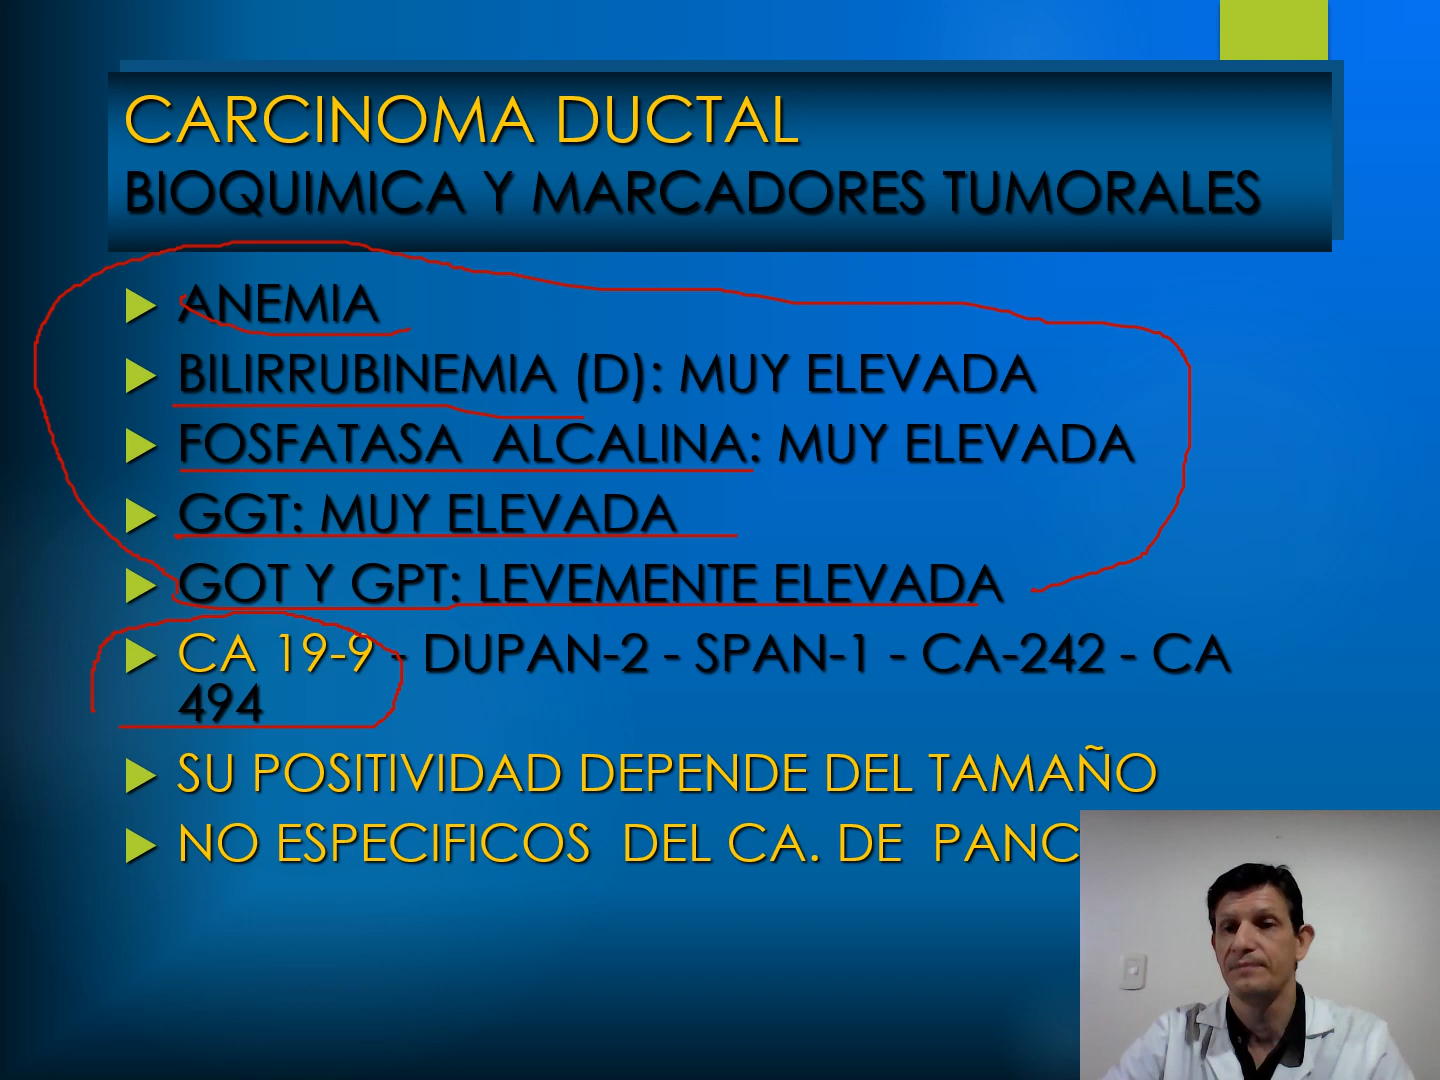 CARCINOMA DUCTAL
BIOQUIMICA Y MARCADORES TUMORALES
ANEMIA
BILIRRUBINEMIA (D): MUY ELEVADA
FOSFATASA ALCALINA: MUY ELEVADA
GGT: MUY ELEVADA
GOT Y GPT: LEVEMENTE ELEVADA
CA 19-9 - DUPAN-2 - SPAN-1 - CA-242 - CA
494
SU POSITIVIDAD DEPENDE DEL TAMAÑO
NO ESPECIFICOS DEL CA. DE PANC